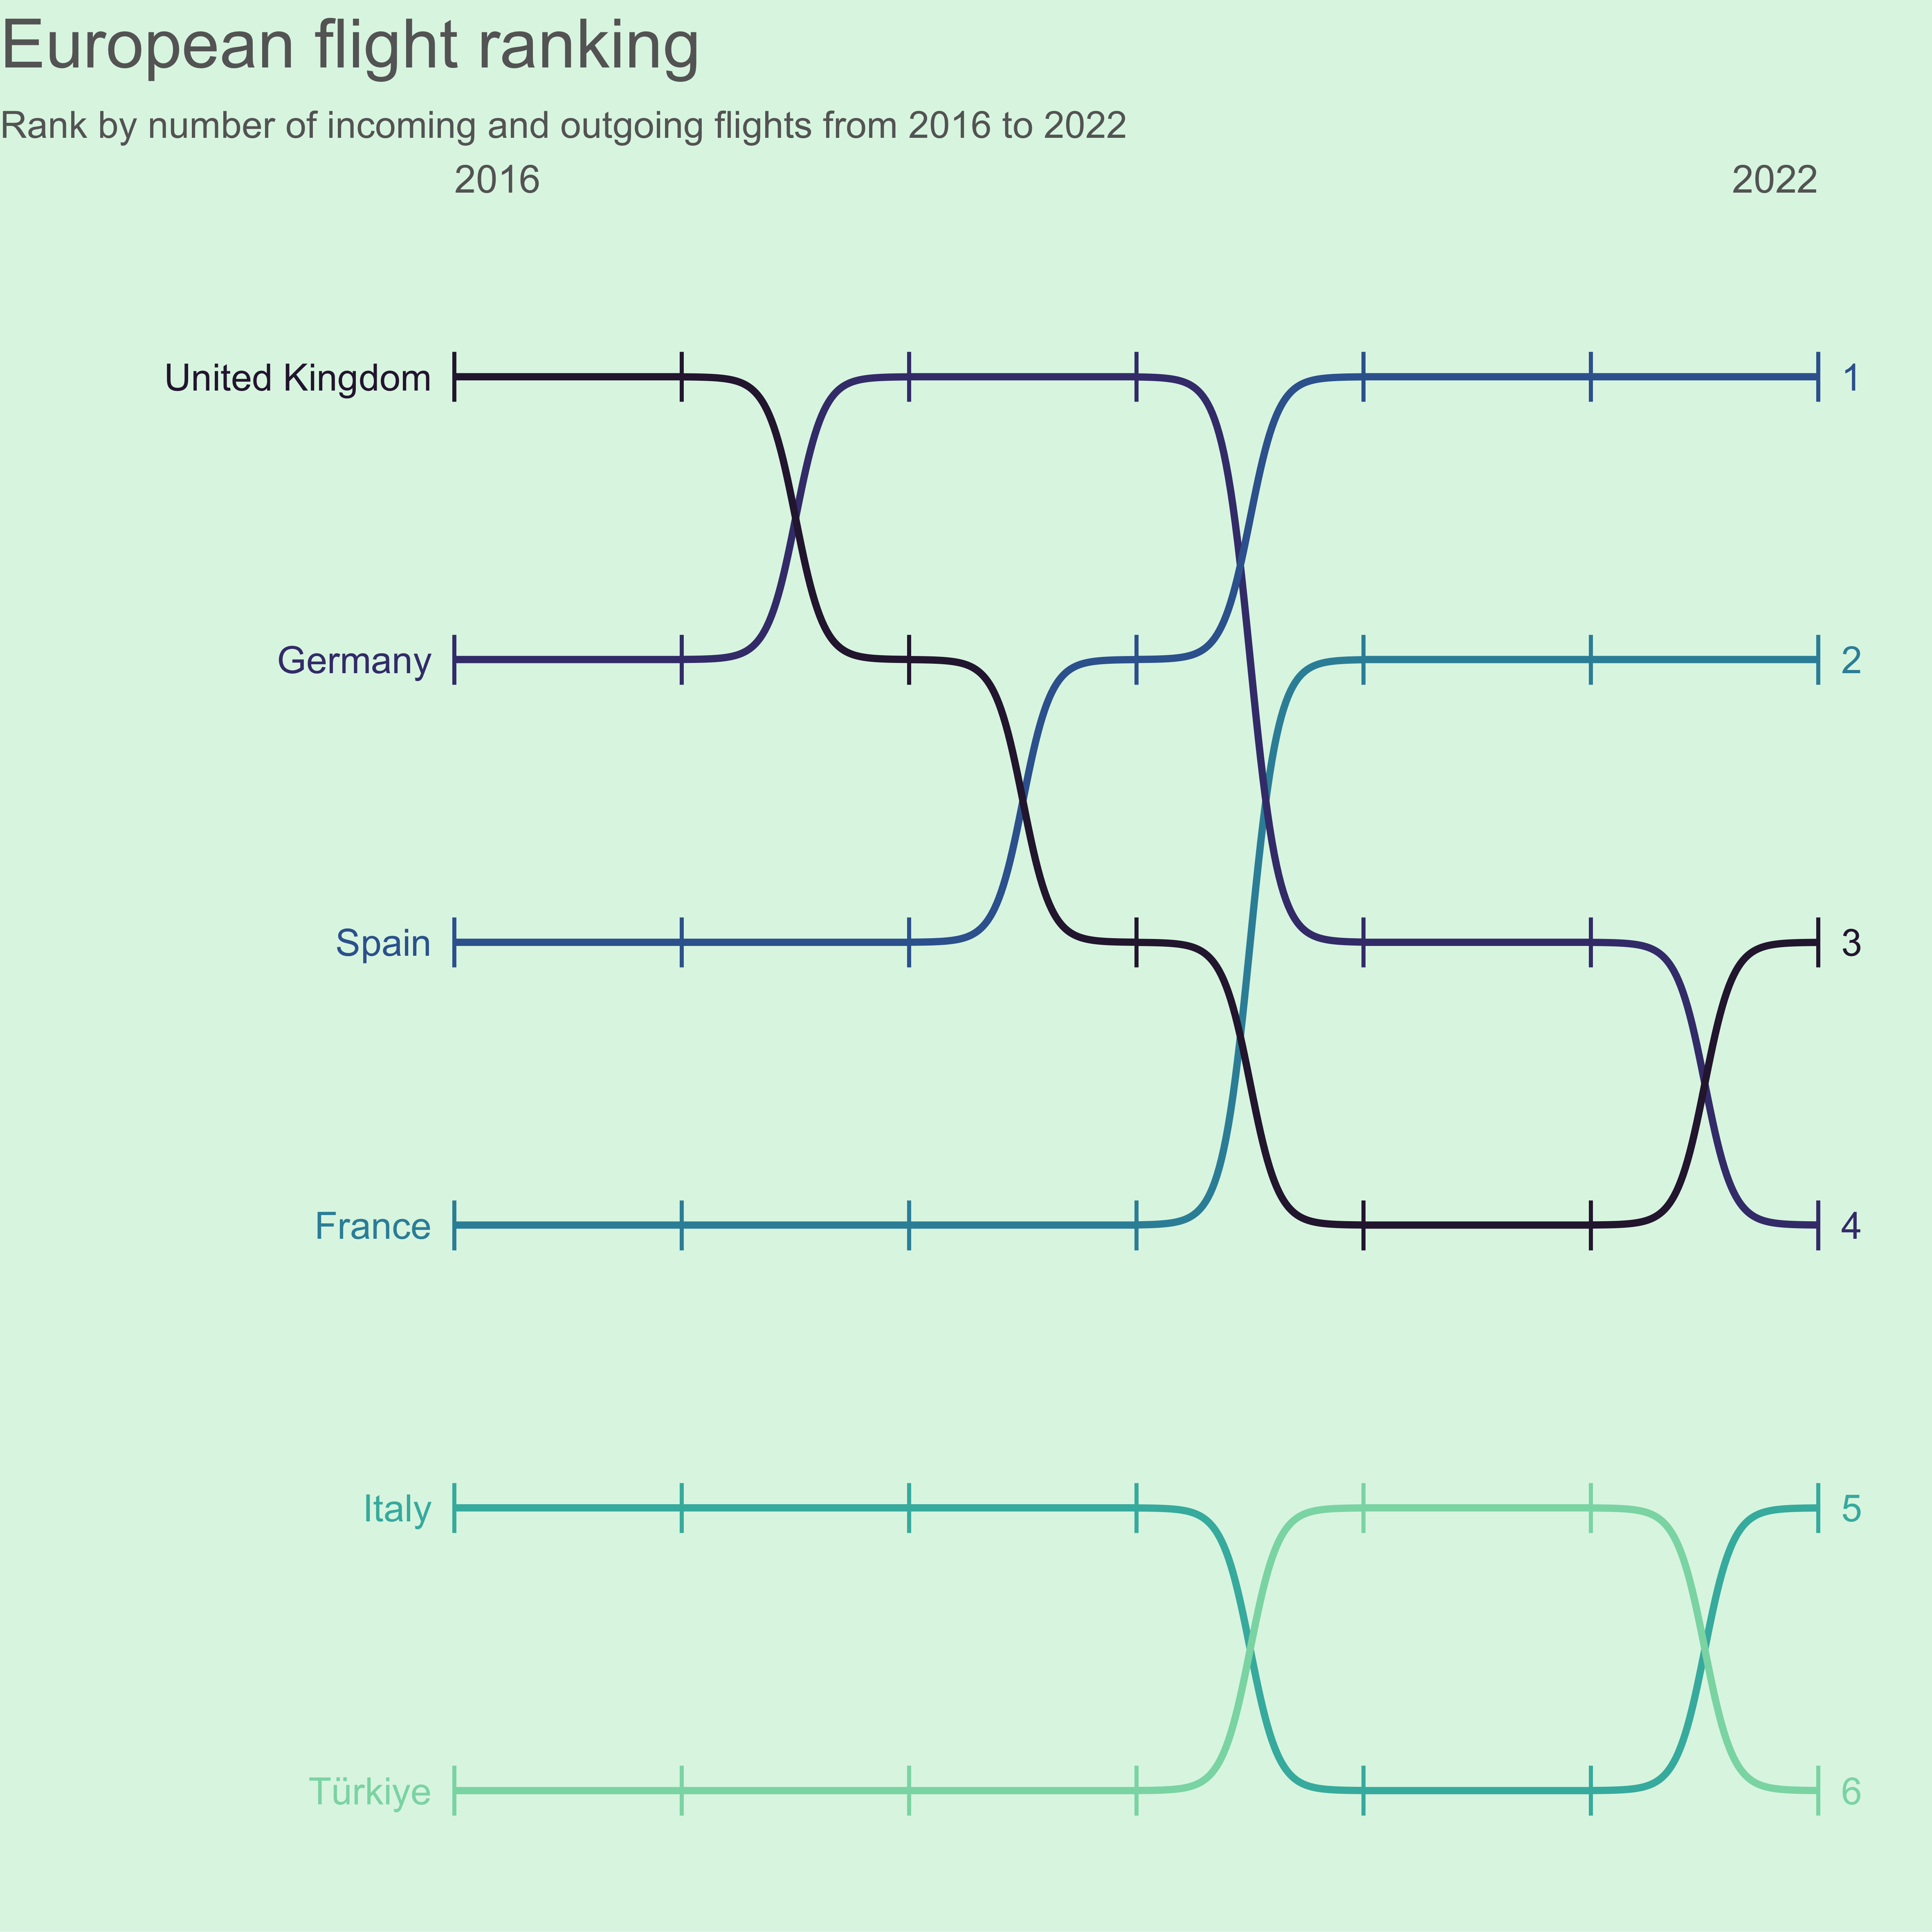 European flight ranking
Rank by number of incoming and outgoing flights from 2016 to 2022
2016 2022
United Kingdom 1
Germany 2
Spain 3
France 4
Italy 5
Türkiye 6